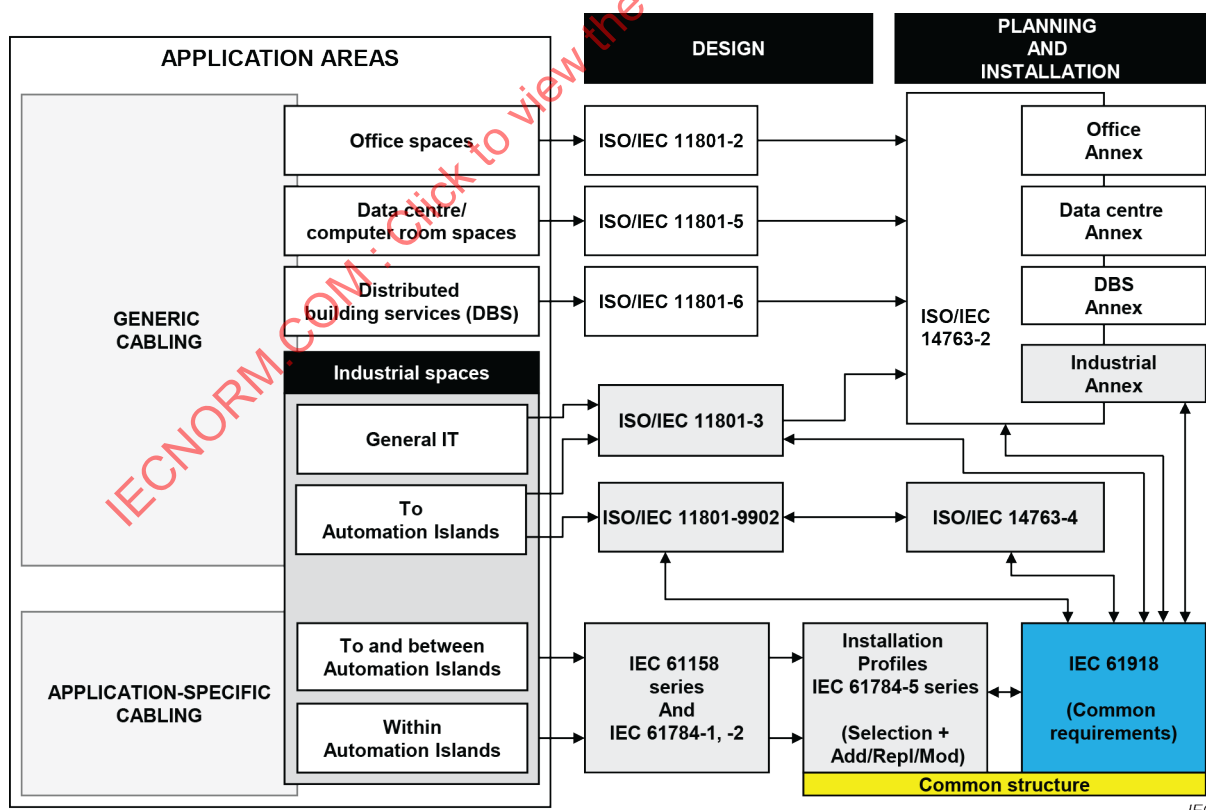 APPLICATION AREAS
DESIGN
PLANNING
AND
INSTALLATION
GENERIC
CABLING
Office spaces
ISO/IEC 11801-2
Office
Annex
Data centre/
computer room spaces
ISO/IEC 11801-5
Data centre
Annex
Distributed
building services (DBS)
ISO/IEC 11801-6
DBS
Annex
ISO/IEC
14763-2
Industrial
Annex
Industrial spaces
General IT
ISO/IEC 11801-3
To
Automation Islands
ISO/IEC 11801-9902
ISO/IEC 14763-4
APPLICATION-SPECIFIC
CABLING
To and between
Automation Islands
Within
Automation Islands
IEC 61158
series
And
IEC 61784-1, -2
Installation
Profiles
IEC 61784-5 series
(Selection +
Add/Repl/Mod)
IEC 61918
(Common
requirements)
Common structure
IECNORM.COM : Click to view the